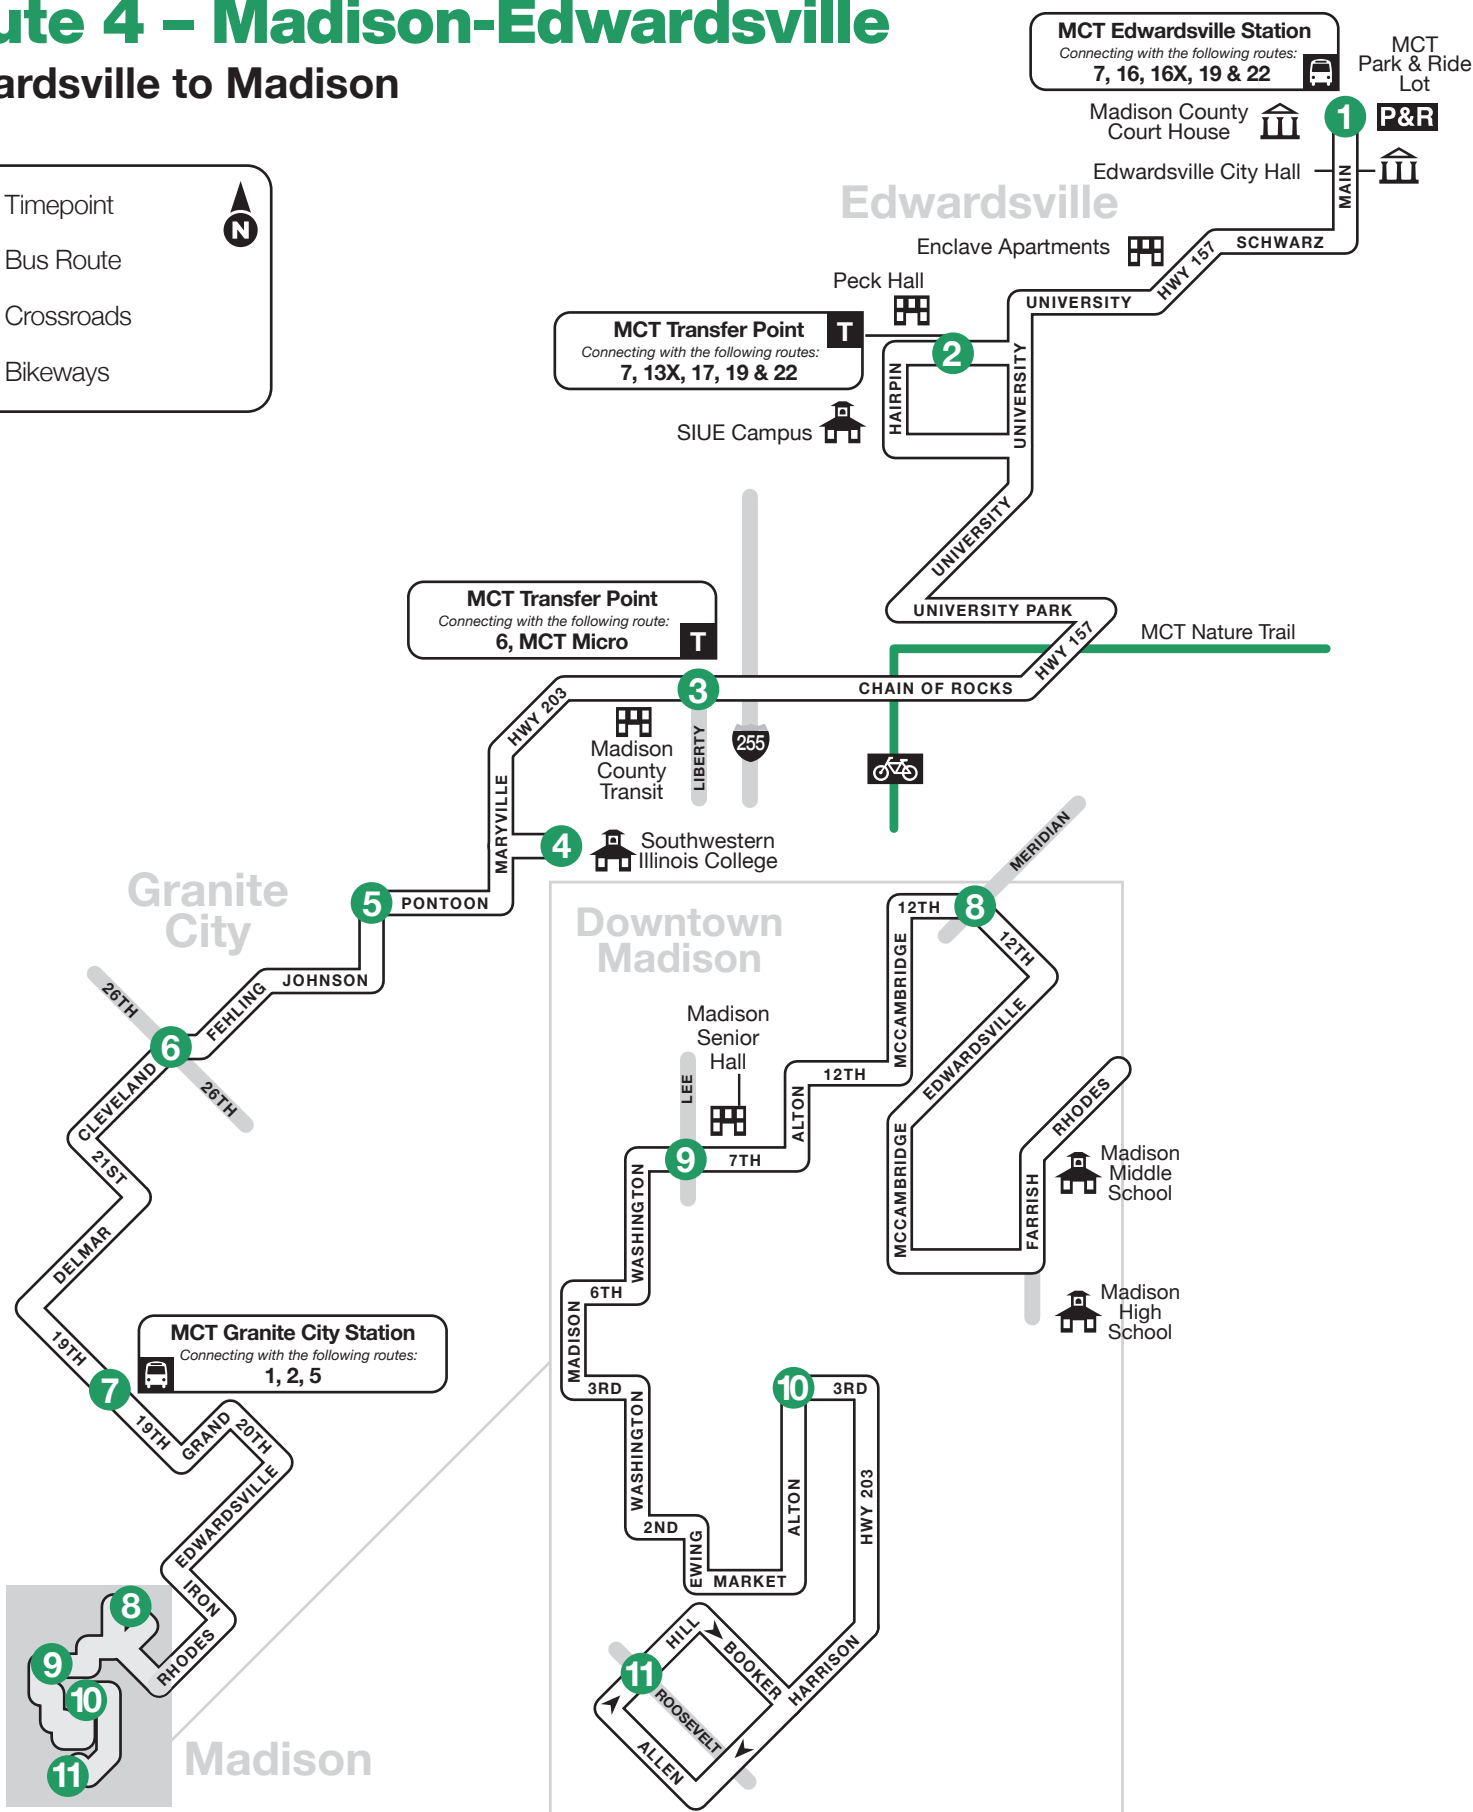 ute 4 – Madison-Edwardsville
ardsville to Madison
MCT Edwardsville Station
Connecting with the following routes:
7, 16, 16X, 19 & 22
MCT
Park & Ride
Lot
P&R
Madison County
Court House
1
Edwardsville City Hall
MAIN
Timepoint
N
Bus Route
Crossroads
Bikeways
Edwardsville
SCHWARZ
Enclave Apartments
HWY 157
UNIVERSITY
Peck Hall
MCT Transfer Point
T
Connecting with the following routes:
7, 13X, 17, 19 & 22
2
HAIRPIN
UNIVERSITY
SIUE Campus
UNIVERSITY
UNIVERSITY PARK
HWY 157
MCT Nature Trail
MCT Transfer Point
Connecting with the following route:
6, MCT Micro
T
3
CHAIN OF ROCKS
HWY 203
LIBERTY
255
Madison
County
Transit
MARYVILLE
4
Southwestern
Illinois College
Granite
City
5
PONTOON
JOHNSON
FEHLING
26TH
6
26TH
CLEVELAND
21ST
DELMAR
19TH
MCT Granite City Station
Connecting with the following routes:
1, 2, 5
7
19TH
GRAND
20TH
EDWARDSVILLE
IRON
RHODES
8
9
10
11
Madison
Downtown
Madison
MERIDIAN
12TH
8
12TH
MCCAMBRIDGE
EDWARDSVILLE
MCCAMBRIDGE
FARRISH
RHODES
Madison
Middle
School
Madison
High
School
12TH
ALTON
Madison
Senior
Hall
LEE
9
7TH
WASHINGTON
6TH
MADISON
3RD
WASHINGTON
2ND
EWING
MARKET
ALTON
10
3RD
HWY 203
HARRISON
HILL
BOOKER
11
ROOSEVELT
ALLEN